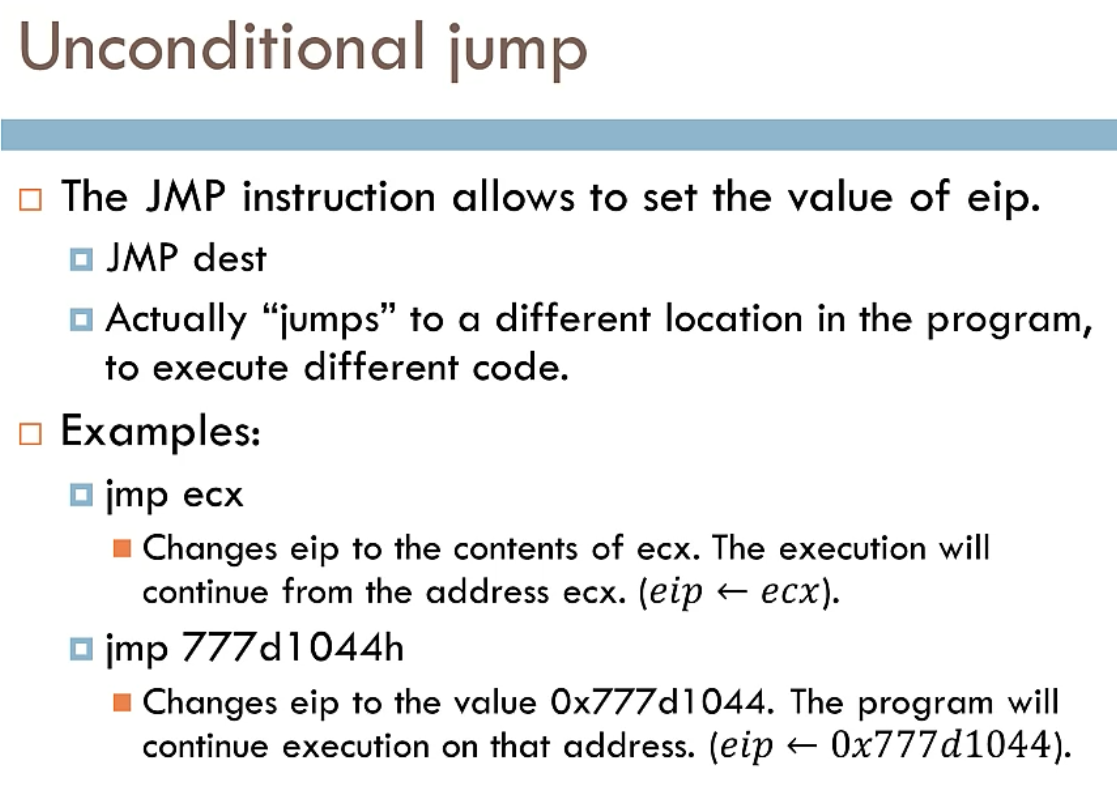 Unconditional jump
The JMP instruction allows to set the value of eip.
JMP dest
Actually “jumps” to a different location in the program,
to execute different code.
Examples:
jmp ecx
Changes eip to the contents of ecx. The execution will
continue from the address ecx. (eip ← ecx).
jmp 777d1044h
Changes eip to the value 0x777d1044. The program will
continue execution on that address. (eip ← 0x777d1044).